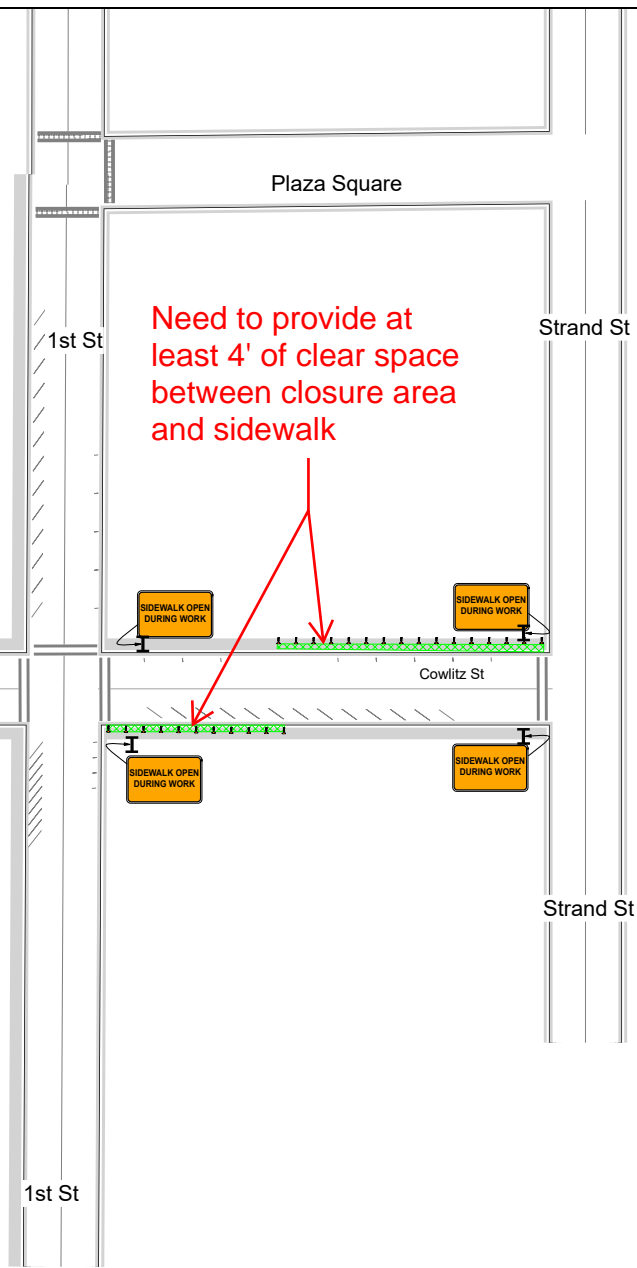 Plaza Square
1st St
Strand St
Need to provide at
least 4' of clear space
between closure area
and sidewalk
SIDEWALK OPEN
DURING WORK
SIDEWALK OPEN
DURING WORK
Cowlitz St
SIDEWALK OPEN
DURING WORK
SIDEWALK OPEN
DURING WORK
Strand St
1st St